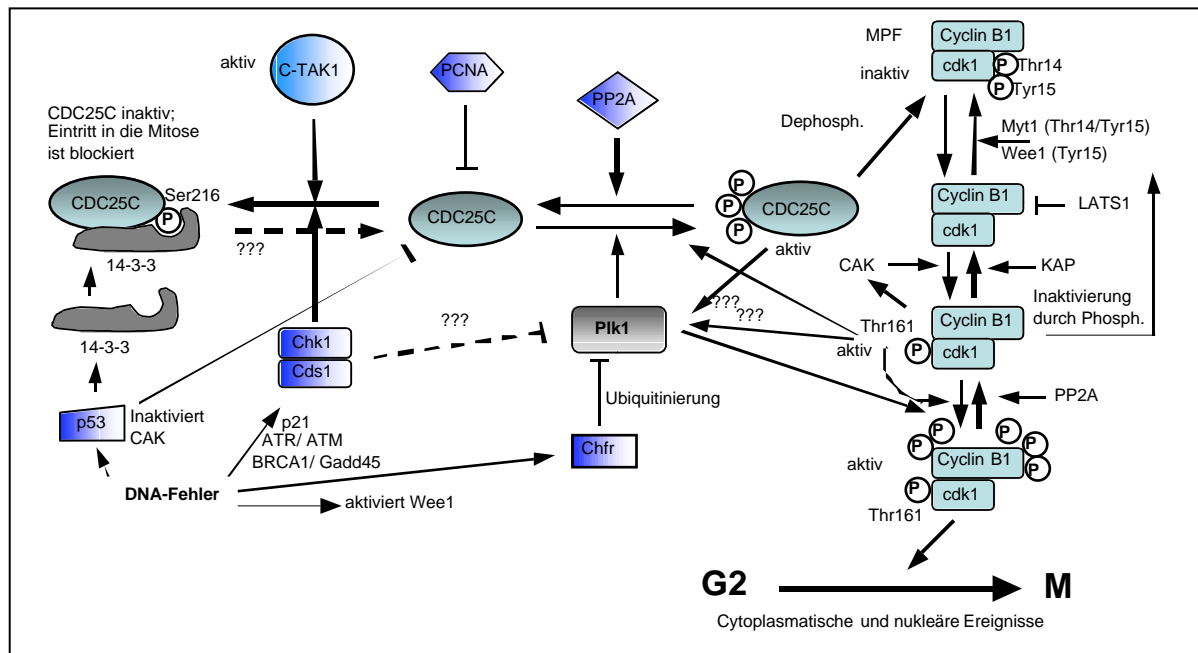 aktiv
C-TAK1
PCNA
PP2A
MPF
inaktiv
Cyclin B1
cdk1
P
Thr14
P
Tyr15
CDC25C inaktiv;
Eintritt in die Mitose
ist blockiert
Dephosph.
Myt1 (Thr14/Tyr15)
Wee1 (Tyr15)
CDC25C
Ser216
P
14-3-3
???
CDC25C
P
P
P
CDC25C
aktiv
Cyclin B1
cdk1
LATS1
CAK
KAP
14-3-3
Chk1
Cds1
???
Plk1
???
???
Thr161
aktiv
P
Cyclin B1
cdk1
Inaktivierung
durch Phosph.
p53
Inaktiviert
CAK
p21
ATR/ ATM
BRCA1/ Gadd45
Ubiquitinierung
Chfr
PP2A
DNA-Fehler
aktiviert Wee1
aktiv
P
P
P
P
P
Cyclin B1
P
cdk1
Thr161
G2
M
Cytoplasmatische und nukleäre Ereignisse